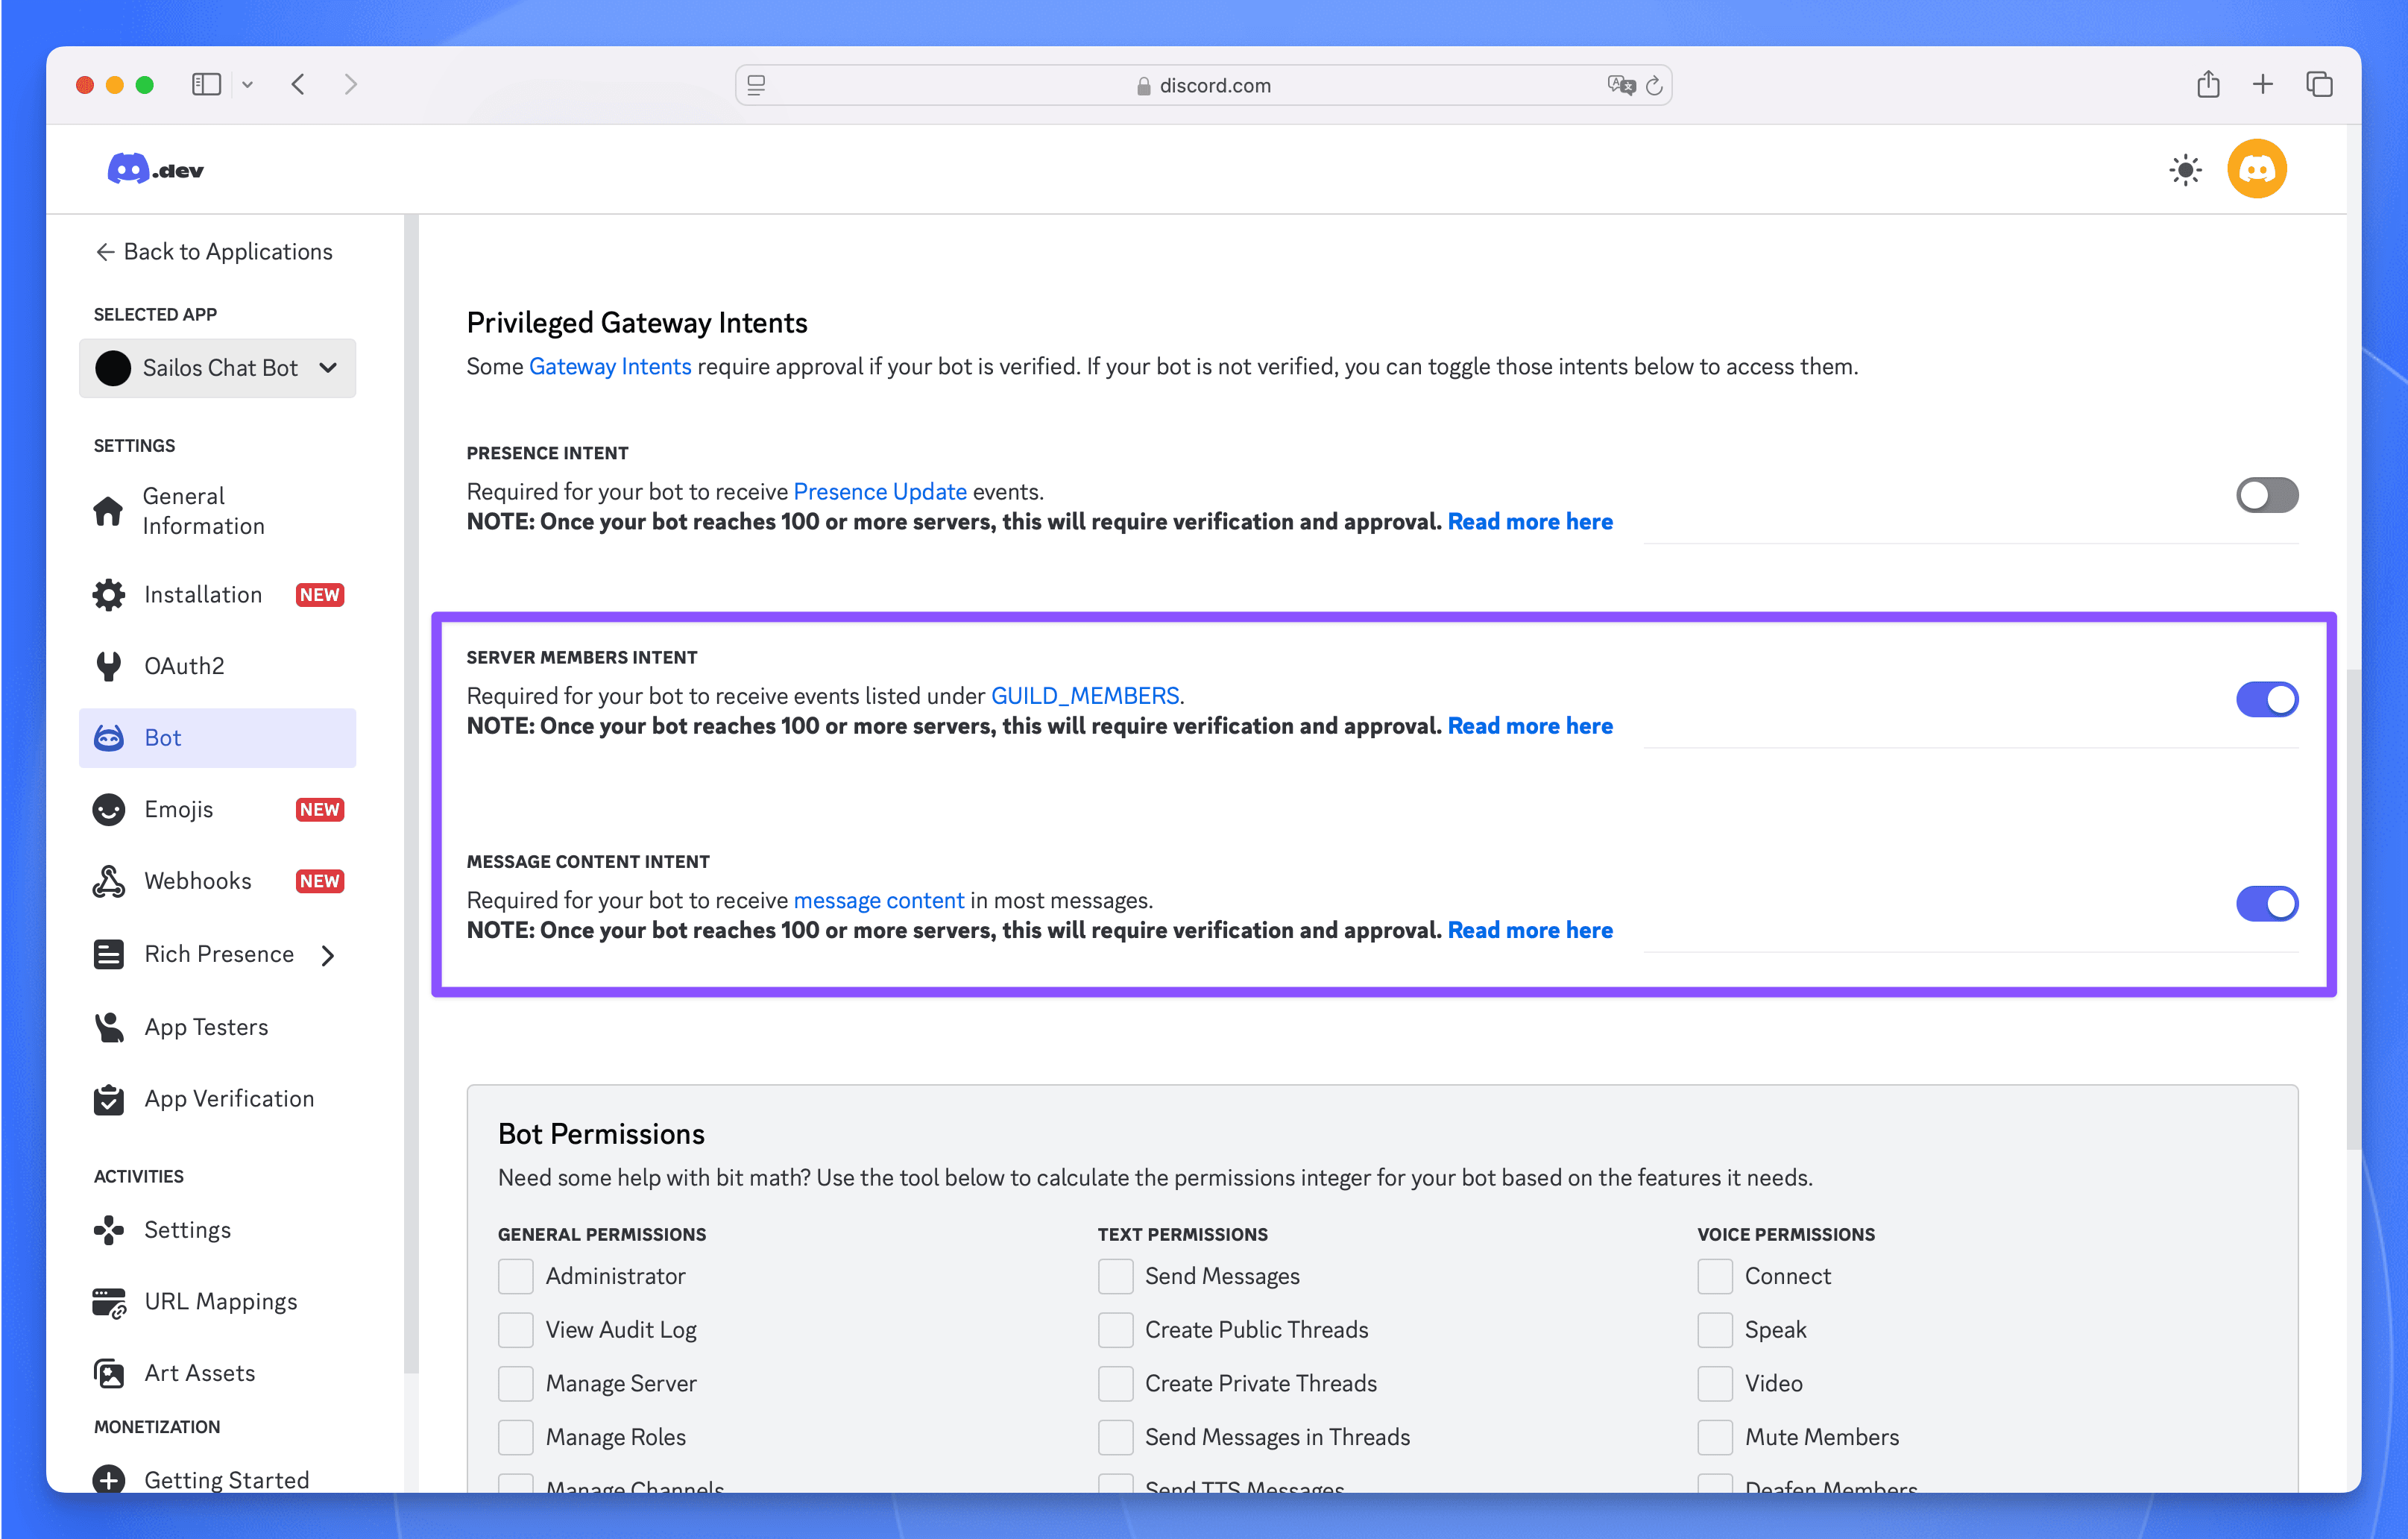 discord.com
.dev
Back to Applications
SELECTED APP
Sailos Chat Bot
SETTINGS
General
Information
Installation NEW
OAuth2
Bot
Emojis NEW
Webhooks NEW
Rich Presence
App Testers
App Verification
ACTIVITIES
Settings
URL Mappings
Art Assets
MONETIZATION
Getting Started
Privileged Gateway Intents
Some Gateway Intents require approval if your bot is verified. If your bot is not verified, you can toggle those intents below to access them.
PRESENCE INTENT
Required for your bot to receive Presence Update events.
NOTE: Once your bot reaches 100 or more servers, this will require verification and approval. Read more here
SERVER MEMBERS INTENT
Required for your bot to receive events listed under GUILD_MEMBERS.
NOTE: Once your bot reaches 100 or more servers, this will require verification and approval. Read more here
MESSAGE CONTENT INTENT
Required for your bot to receive message content in most messages.
NOTE: Once your bot reaches 100 or more servers, this will require verification and approval. Read more here
Bot Permissions
Need some help with bit math? Use the tool below to calculate the permissions integer for your bot based on the features it needs.
GENERAL PERMISSIONS
Administrator
View Audit Log
Manage Server
Manage Roles
Manage Channels
TEXT PERMISSIONS
Send Messages
Create Public Threads
Create Private Threads
Send Messages in Threads
Send TTS Messages
VOICE PERMISSIONS
Connect
Speak
Video
Mute Members
Deafen Members